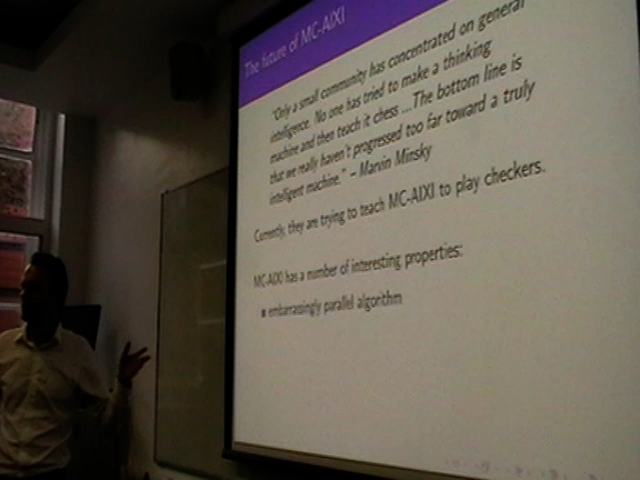 The future of MC-AIXI
"Only a small community has concentrated on general
intelligence. No one has tried to make a thinking
machine and then teach it chess ...The bottom line is
that we really haven't progressed too far toward a truly
intelligent machine." – Marvin Minsky
Currently, they are trying to teach MC-AIXI to play checkers.
MC-AIXI has a number of interesting properties:
■ embarrassingly parallel algorithm